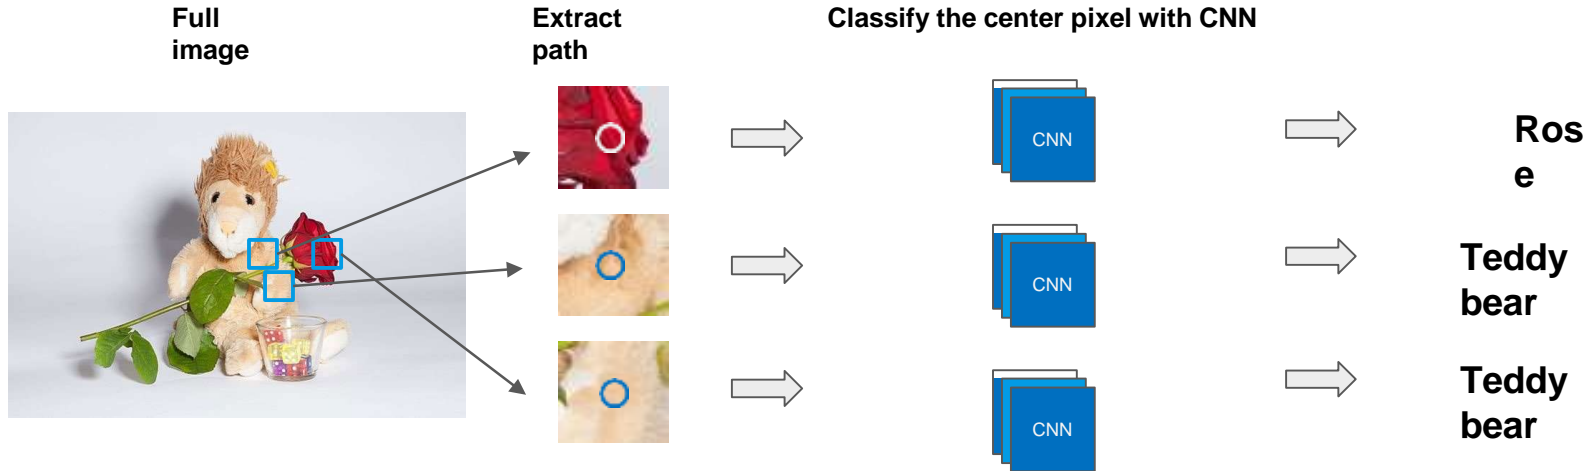 Full
image
Extract
path
Classify the center pixel with CNN
CNN
Ros
e
CNN
Teddy
bear
CNN
Teddy
bear